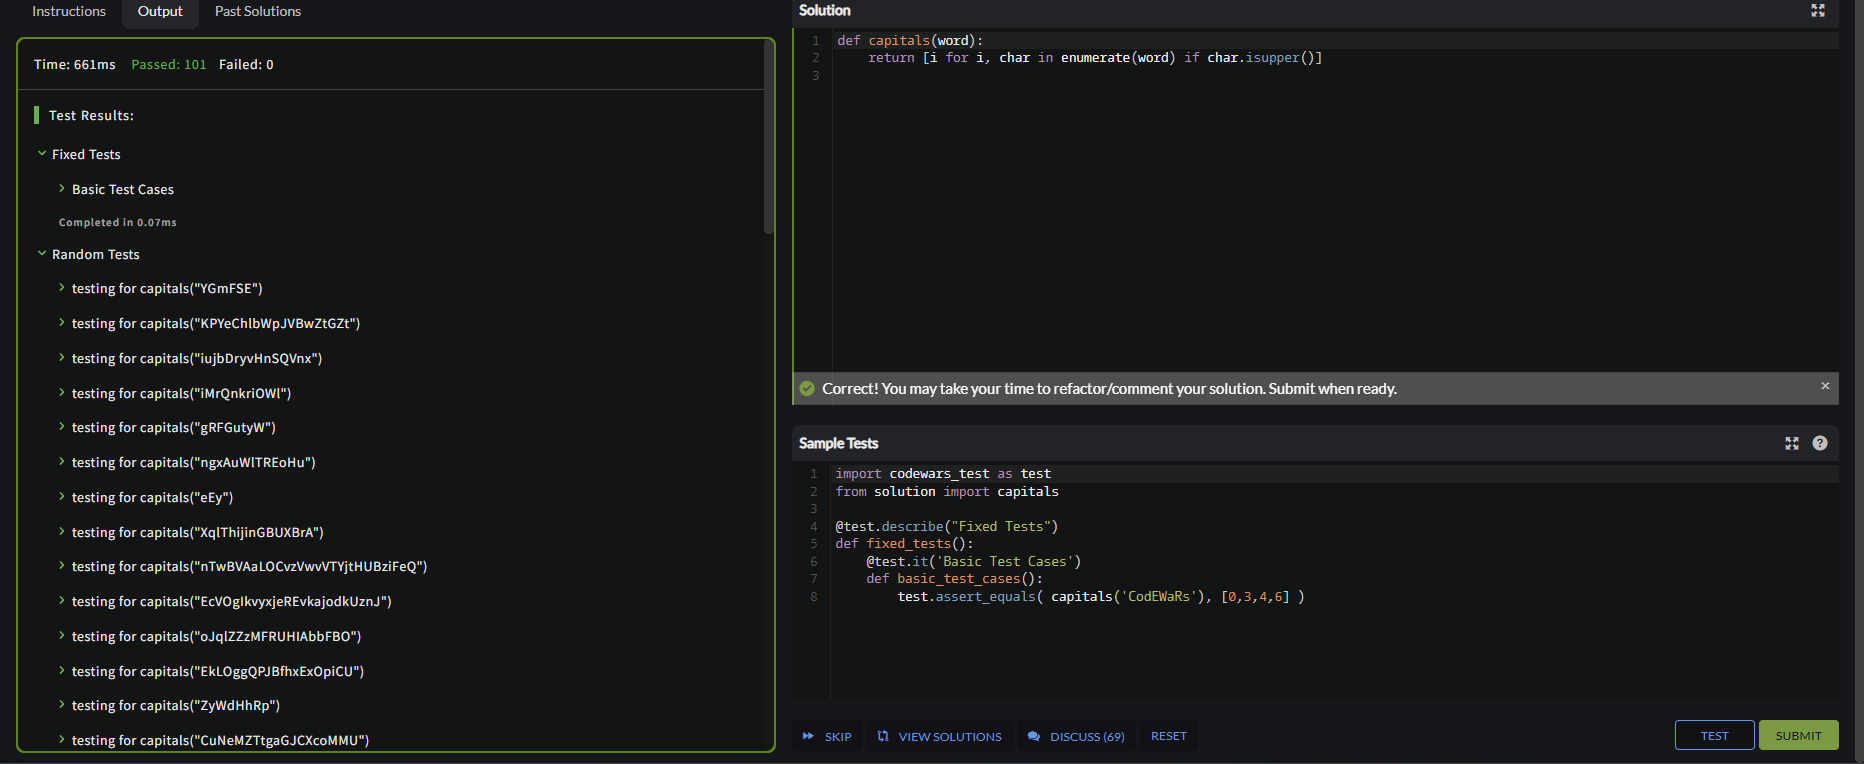 Instructions Output Past Solutions
Time: 661ms Passed: 101 Failed: 0
Test Results:
Fixed Tests
Basic Test Cases
Completed in 0.07ms
Random Tests
testing for capitals("YGmFSE")
testing for capitals("KPYeChlbWpJVBwZtGZt")
testing for capitals("iujbDryvHnSQVnx")
testing for capitals("iMrQnkriOWl")
testing for capitals("gRFGutyW")
testing for capitals("ngxAuWlTREoHu")
testing for capitals("eEy")
testing for capitals("XqlThijinGBUXBrA")
testing for capitals("nTwBVAaLOCvzVwvVTYjtHUBziFeQ")
testing for capitals("EcVOgIkvyxjeREvkajodkUznJ")
testing for capitals("oJqlZZzMFRUHIAbbFBO")
testing for capitals("EkLOggQPJBfhxExOpiCU")
testing for capitals("ZyWdHhRp")
testing for capitals("CuNeMZTtgaGJCXcoMMU")
Solution
1 def capitals(word):
2     return [i for i, char in enumerate(word) if char.isupper()]
3
Correct! You may take your time to refactor/comment your solution. Submit when ready.
Sample Tests
1 import codewars_test as test
2 from solution import capitals
3
4 @test.describe("Fixed Tests")
5 def fixed_tests():
6     @test.it('Basic Test Cases')
7     def basic_test_cases():
8         test.assert_equals( capitals('CodEWaRs'), [0,3,4,6] )
SKIP VIEW SOLUTIONS DISCUSS (69) RESET TEST SUBMIT